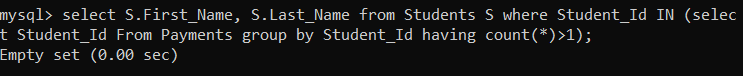 mysql> select S.First_Name, S.Last_Name from Students S where Student_Id IN (selec
t Student_Id From Payments group by Student_Id having count(*)>1);
Empty set (0.00 sec)